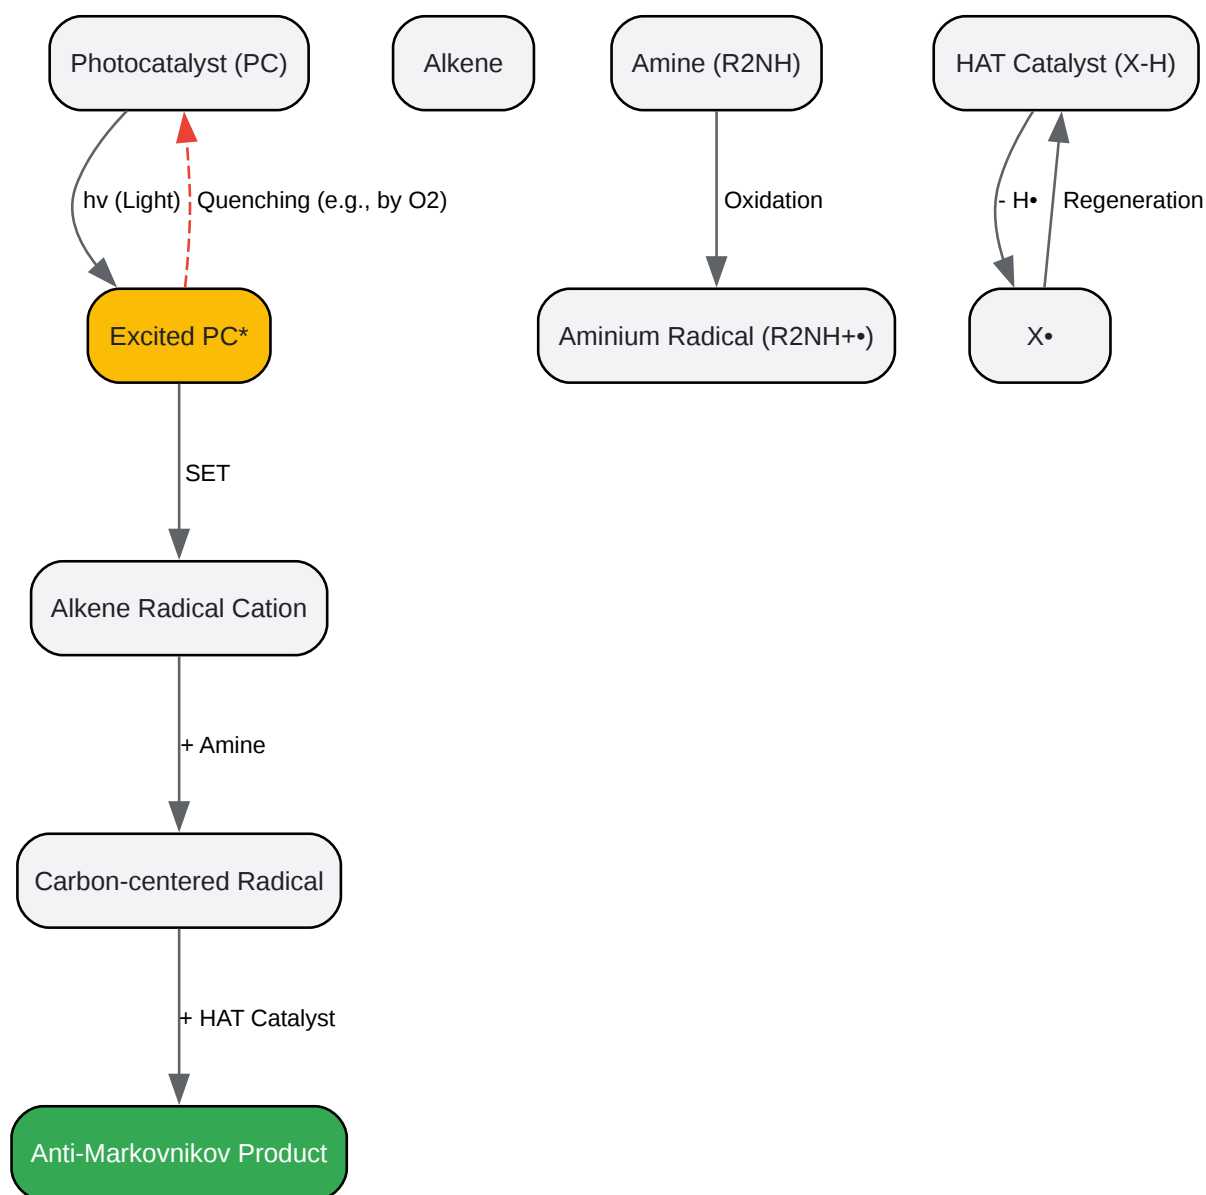 Photocatalyst (PC)
Alkene
Amine (R2NH)
HAT Catalyst (X-H)
hv (Light)
Quenching (e.g., by O2)
Oxidation
- H•
Regeneration
Excited PC*
Aminium Radical (R2NH+•)
X•
SET
Alkene Radical Cation
+ Amine
Carbon-centered Radical
+ HAT Catalyst
Anti-Markovnikov Product